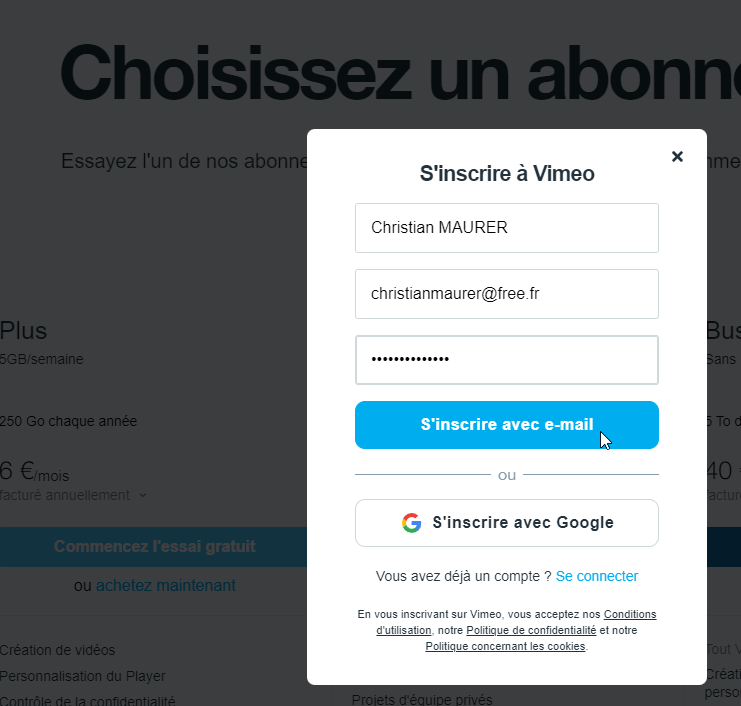 Choisissez un abonne
Essayez l'un de nos abonne
×
S'inscrire à Vimeo
Christian MAURER
christianmaurer@free.fr
••••••••••••••
S'inscrire avec e-mail
ou
S'inscrire avec Google
Vous avez déjà un compte ? Se connecter
En vous inscrivant sur Vimeo, vous acceptez nos Conditions
d'utilisation, notre Politique de confidentialité et notre
Politique concernant les cookies.
Plus
5GB/semaine
250 Go chaque année
6 €/mois
facturé annuellement
Commencez l'essai gratuit
ou achetez maintenant
Création de vidéos
Personnalisation du Player
Contrôle de la confidentialité
Projets d'équipe privés
Bus
Sans
5 To d
40
factur
Tout V
Créati
perso